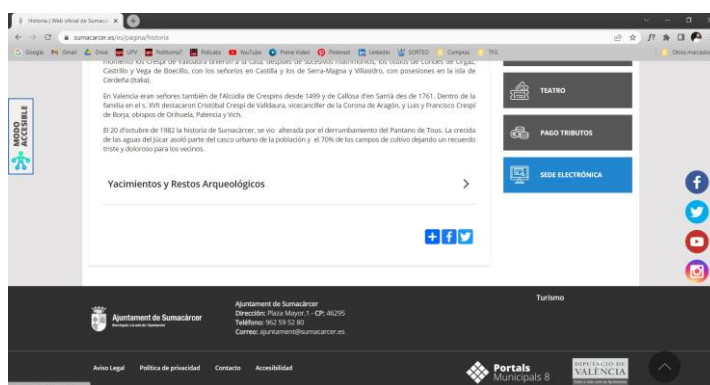 Historia | Web oficial de Sumacà
sumacarcer.es/es/pagina/historia
Google Gmail Drive UPV PoliformaT PoliLabs YouTube Prime Video Pinterest LinkedIn SORTEO Compras TFG Otros marcado
momento los Crespí de Valldaura unieron a la casa, después de sucesivos matrimonios, los títulos de Condes de Orgaz,
Castrillo y Vega de Boecillo, con los señoríos en Castilla y los de Serra-Magna y Villasidro, con posesiones en la isla de
Cerdeña (Italia).
En Valencia eran señores también de l'Alcúdia de Crespins desde 1499 y de Callosa d'en Sarrià des de 1761. Dentro de la
familia en el s. XVII destacaron Cristóbal Crespí de Valldaura, vicecanciller de la Corona de Aragón, y Luis y Francisco Crespí
de Borja, obispos de Orihuela, Palencia y Vich.
El 20 d'octubre de 1982 la historia de Sumacàrcer, se vio alterada por el derrumbamiento del Pantano de Tous. La crecida
de las aguas del Júcar asoló parte del casco urbano de la población y el 70% de los campos de cultivo dejando un recuerdo
triste y doloroso para los vecinos.
Yacimientos y Restos Arqueológicos
TEATRO
PAGO TRIBUTOS
SEDE ELECTRÓNICA
MODO
ACCESIBLE
Ajuntament de Sumacàrcer
Ajuntament de Sumacàrcer
Dirección: Plaza Mayor,1 - CP: 46295
Teléfono: 962 59 52 80
Correo: ajuntament@sumacarcer.es
Turismo
Aviso Legal Política de privacidad Contacto Accesibilidad
Portals
Municipals 8
DIPUTACIÓ DE
VALÈNCIA